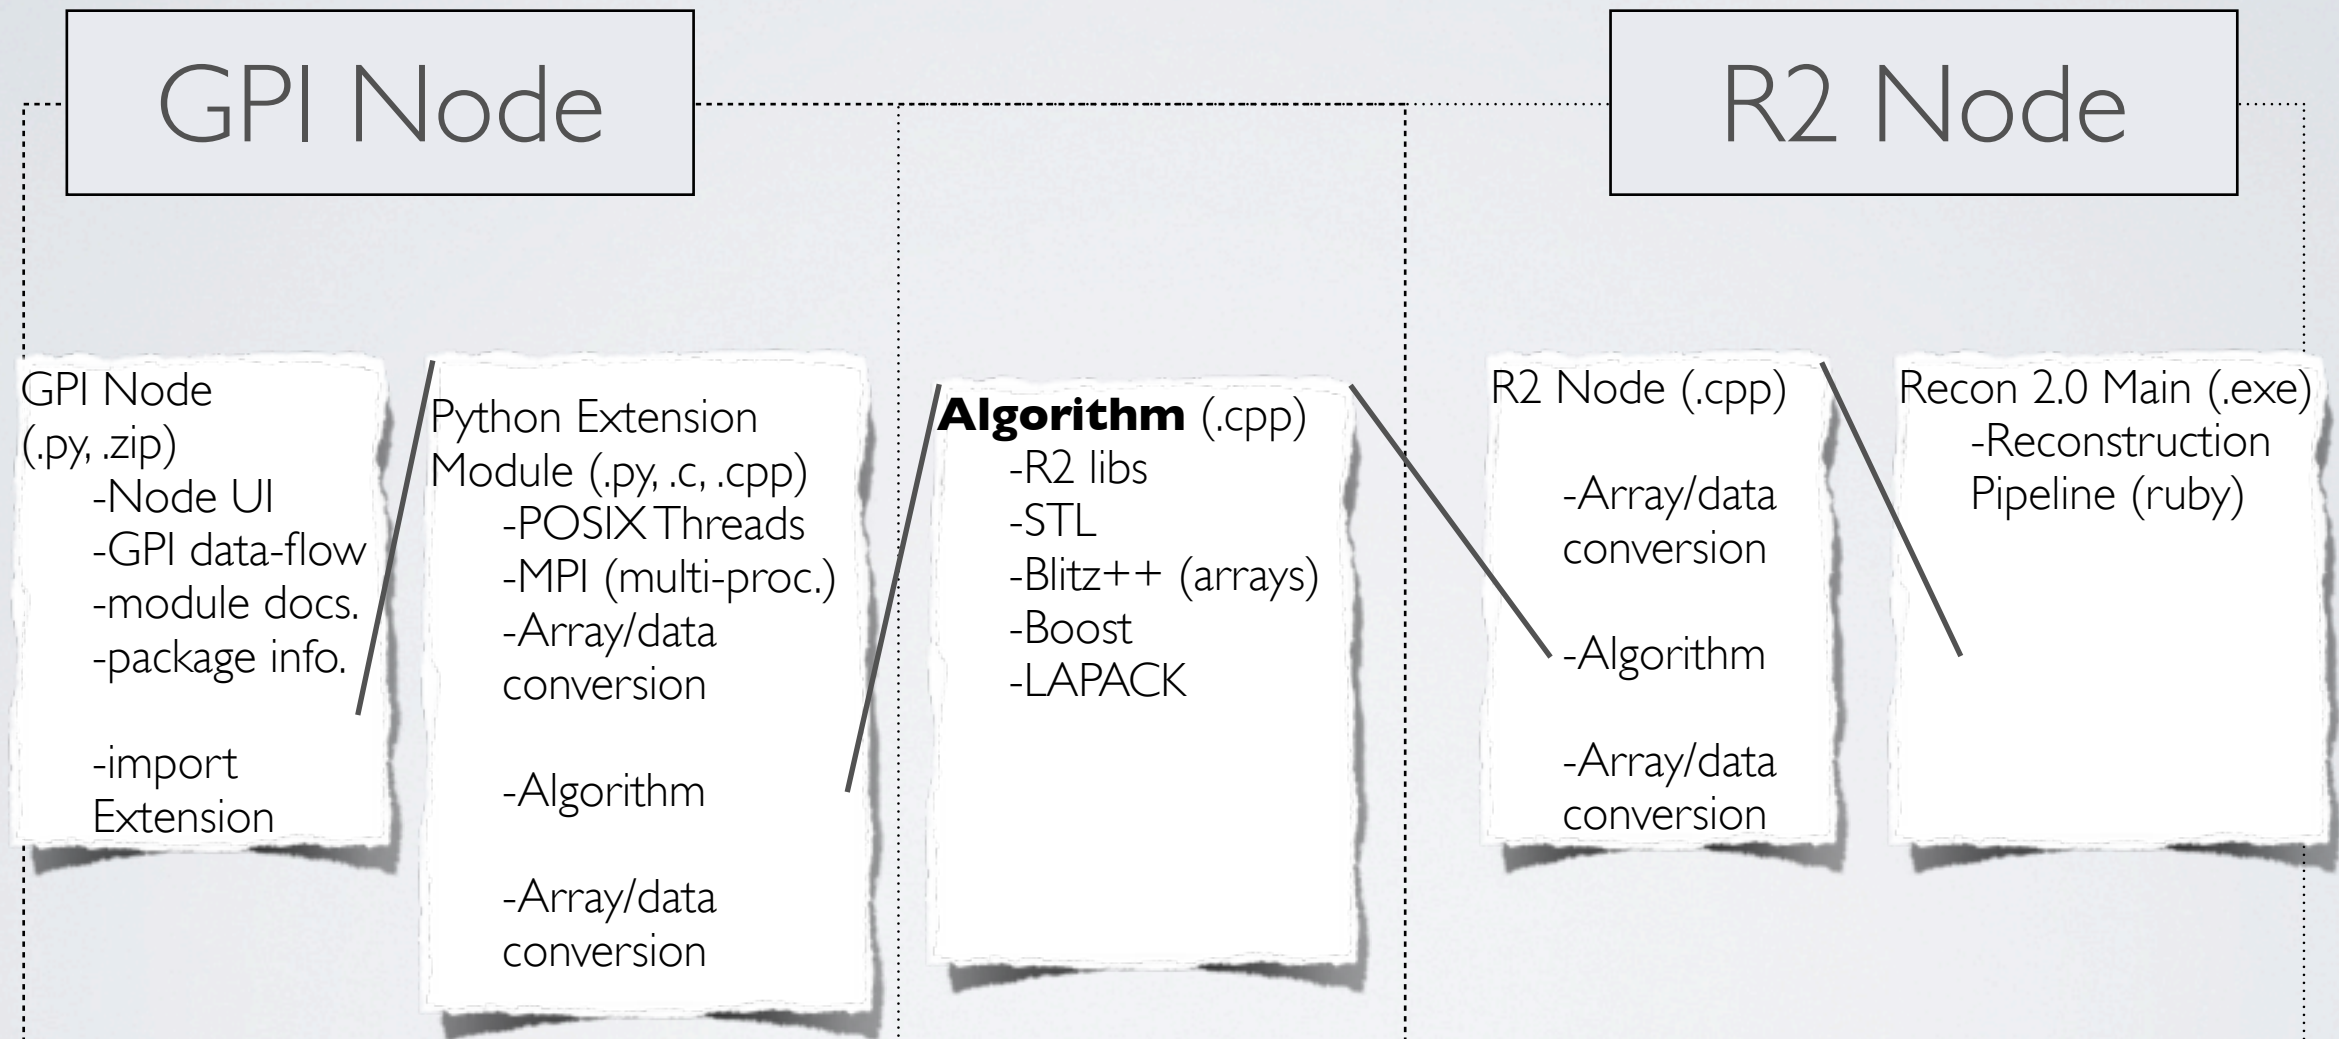 GPI Node
R2 Node
GPI Node
(.py, .zip)
-Node UI
-GPI data-flow
-module docs.
-package info.
-import
Extension
Python Extension
Module (.py, .c, .cpp)
-POSIX Threads
-MPI (multi-proc.)
-Array/data
conversion
-Algorithm
-Array/data
conversion
Algorithm (.cpp)
-R2 libs
-STL
-Blitz++ (arrays)
-Boost
-LAPACK
R2 Node (.cpp)
-Array/data
conversion
-Algorithm
-Array/data
conversion
Recon 2.0 Main (.exe)
-Reconstruction
Pipeline (ruby)